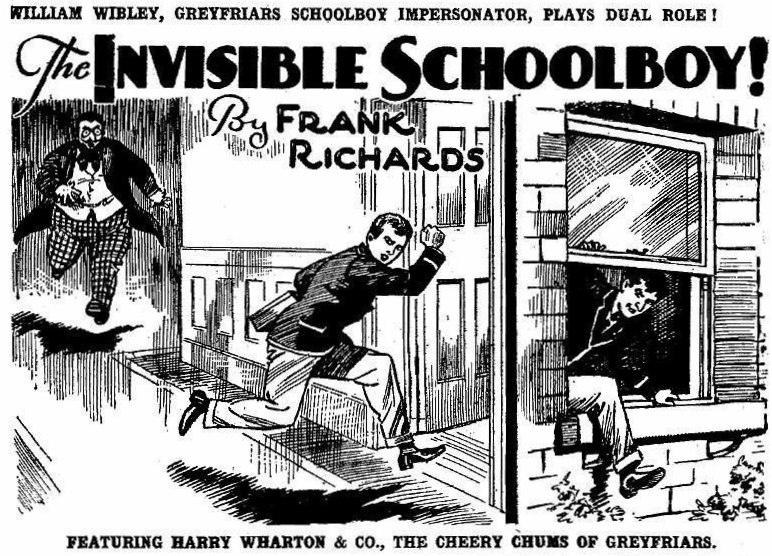 WILLIAM WIBLEY, GREYFRIARS SCHOOLBOY IMPERSONATOR, PLAYS DUAL ROLE!
The INVISIBLE SCHOOLBOY!
By FRANK
RICHARDS
FEATURING HARRY WHARTON & CO., THE CHEERY CHUMS OF GREYFRIARS.